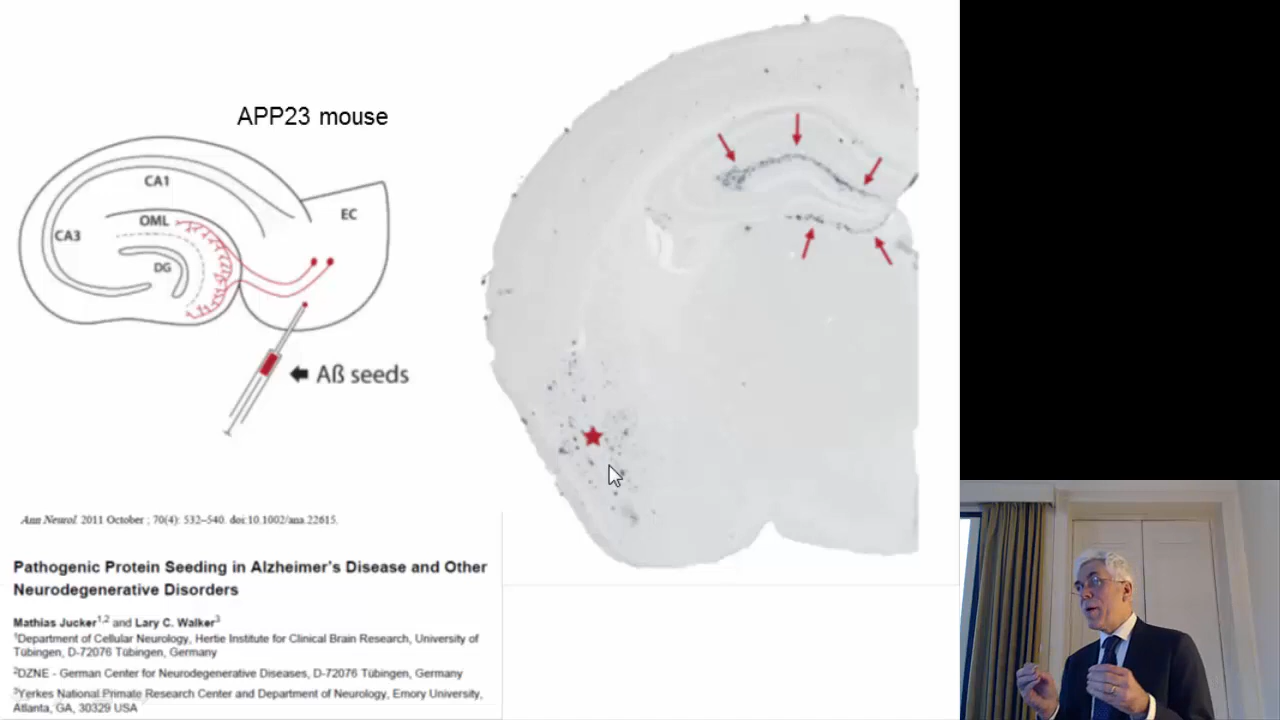 APP23 mouse
CA1
OML
EC
CA3
DG
Aß seeds
Ann Neurol. 2011 October ; 70(4): 532–540. doi:10.1002/ana.22615.
Pathogenic Protein Seeding in Alzheimer's Disease and Other
Neurodegenerative Disorders
Mathias Jucker1,2 and Lary C. Walker3
1Department of Cellular Neurology, Hertie Institute for Clinical Brain Research, University of
Tübingen, D-72076 Tübingen, Germany
2DZNE - German Center for Neurodegenerative Diseases, D-72076 Tübingen, Germany
3Yerkes National Primate Research Center and Department of Neurology, Emory University,
Atlanta, GA, 30329 USA